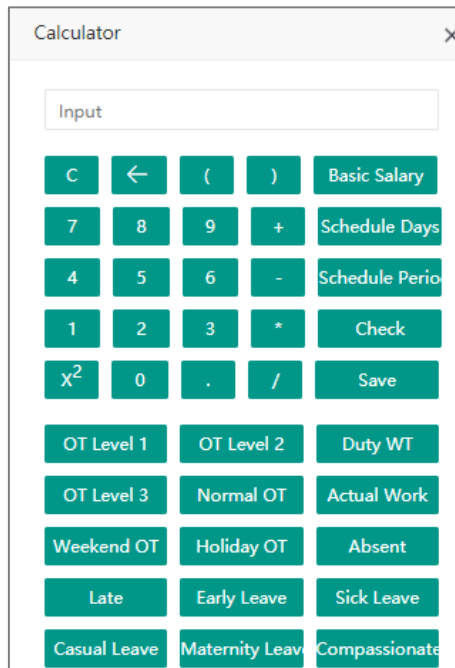 Calculator ×
Input
C ← ( ) Basic Salary
7 8 9 + Schedule Days
4 5 6 - Schedule Perio
1 2 3 * Check
X² 0 . / Save
OT Level 1 OT Level 2 Duty WT
OT Level 3 Normal OT Actual Work
Weekend OT Holiday OT Absent
Late Early Leave Sick Leave
Casual Leave Maternity Leav Compassionate